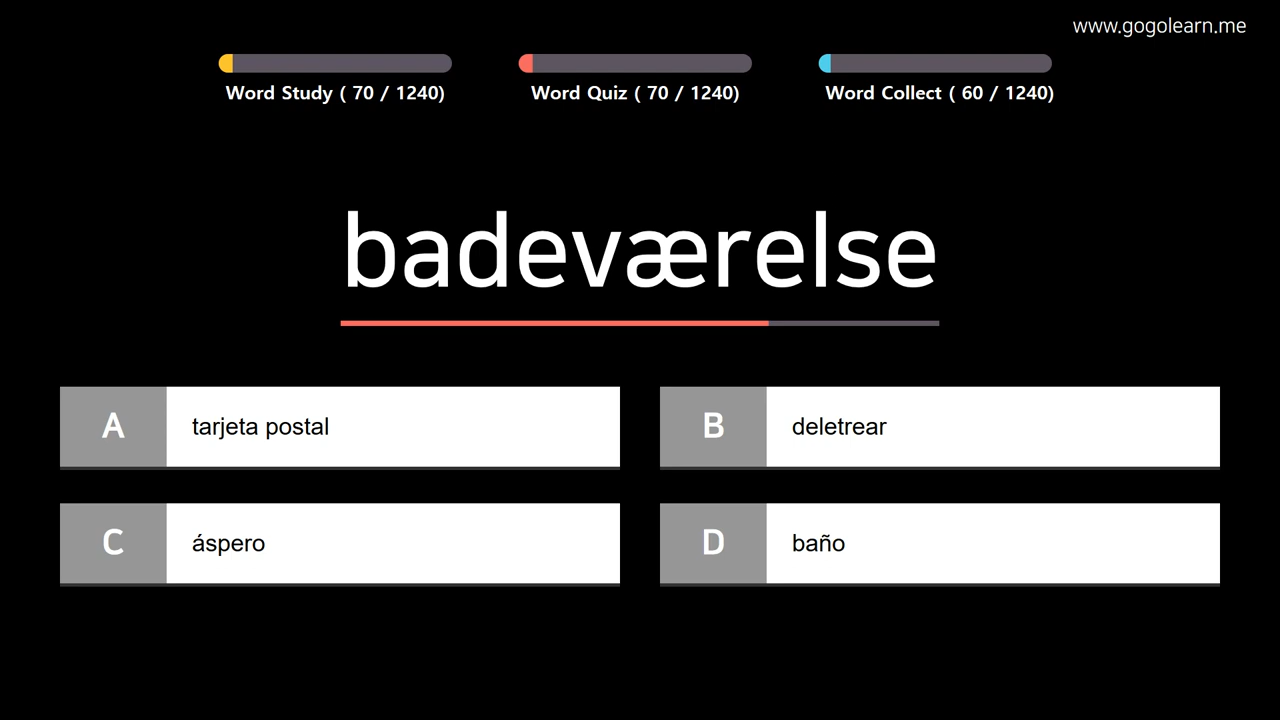 www.gogolearn.me
Word Study ( 70 / 1240)
Word Quiz ( 70 / 1240)
Word Collect ( 60 / 1240)
badeværelse
A tarjeta postal
B deletrear
C áspero
D baño